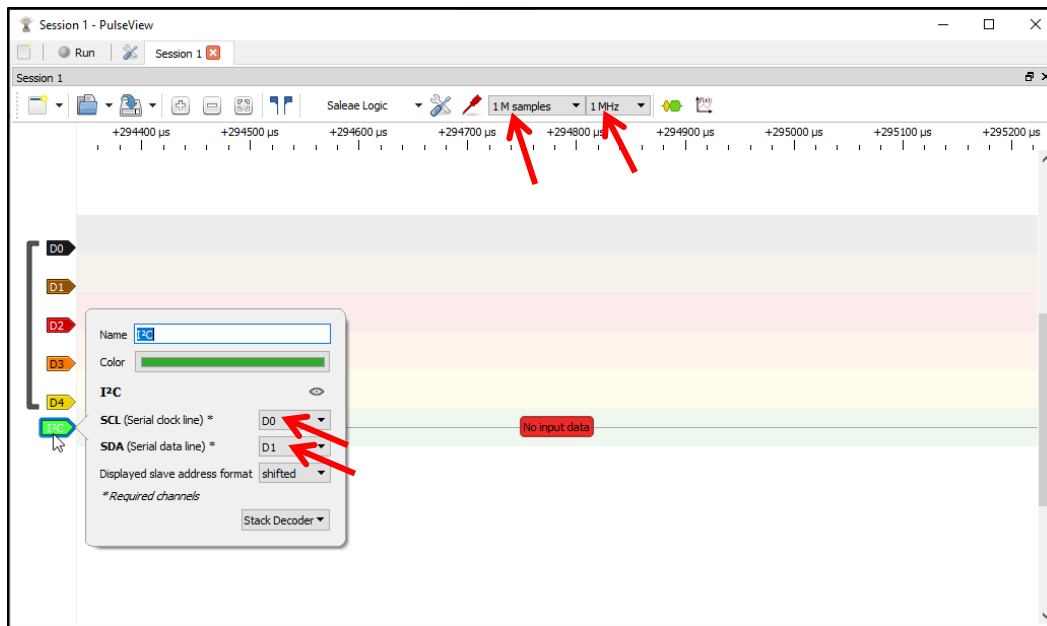 Session 1 - PulseView
Run
Session 1
Session 1
Saleae Logic
1 M samples
1 MHz
+294400 µs +294500 µs +294600 µs +294700 µs +294800 µs +294900 µs +295000 µs +295100 µs +295200 µs
D0
D1
D2
D3
D4
I²C
No input data
Name I²C
Color
I²C
SCL (Serial clock line) * D0
SDA (Serial data line) * D1
Displayed slave address format shifted
* Required channels
Stack Decoder